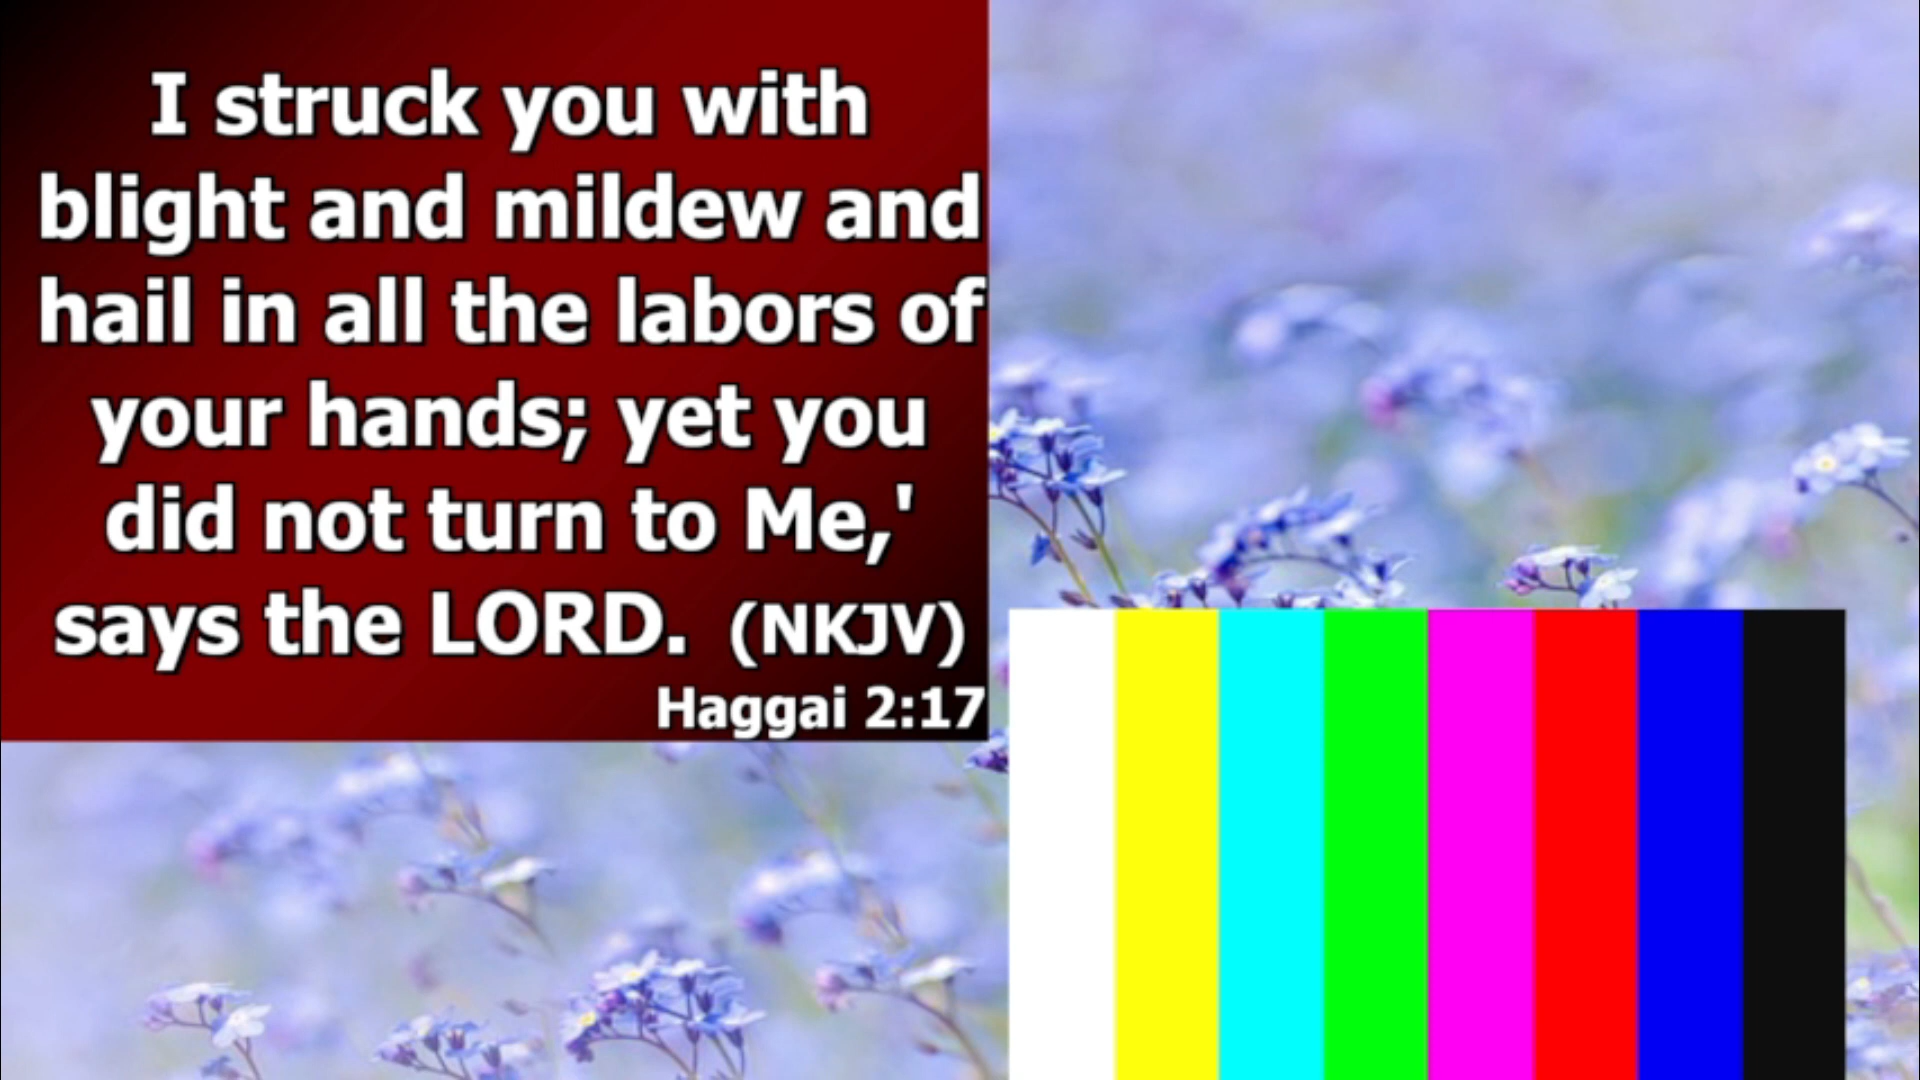 I struck you with
blight and mildew and
hail in all the labors of
your hands; yet you
did not turn to Me,'
says the LORD. (NKJV)
Haggai 2:17